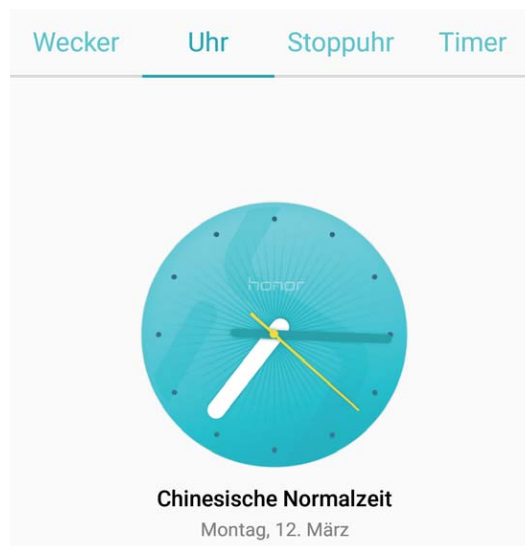 Wecker Uhr Stoppuhr Timer
honor
Chinesische Normalzeit
Montag, 12. März